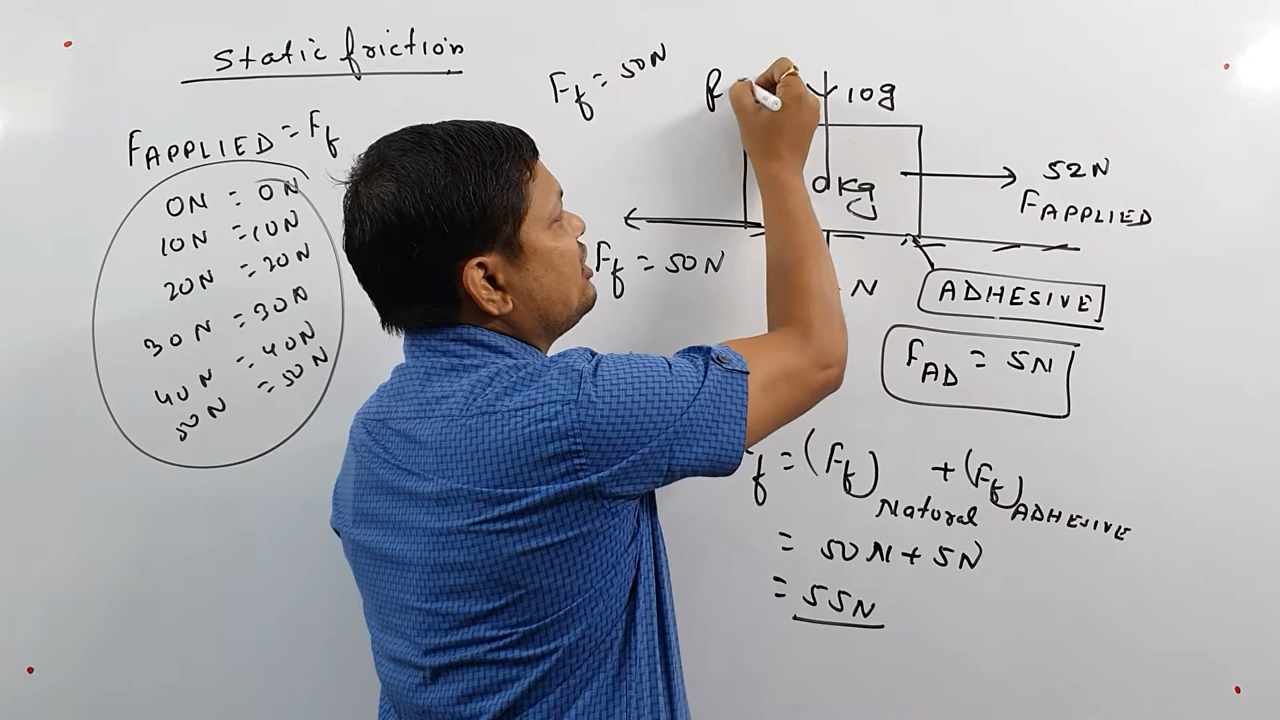 Static friction
FAPPLIED = Ff
0N = 0N
10N = 10N
20N = 20N
30N = 30N
40N = 40N
50N = 50N
Ff = 50N
10g
kg
52N
FAPPLIED
Ff = 50N
N
ADHESIVE
FAD = 5N
f = (Ff)Natural + (Ff)ADHESIVE
= 50N + 5N
= 55N